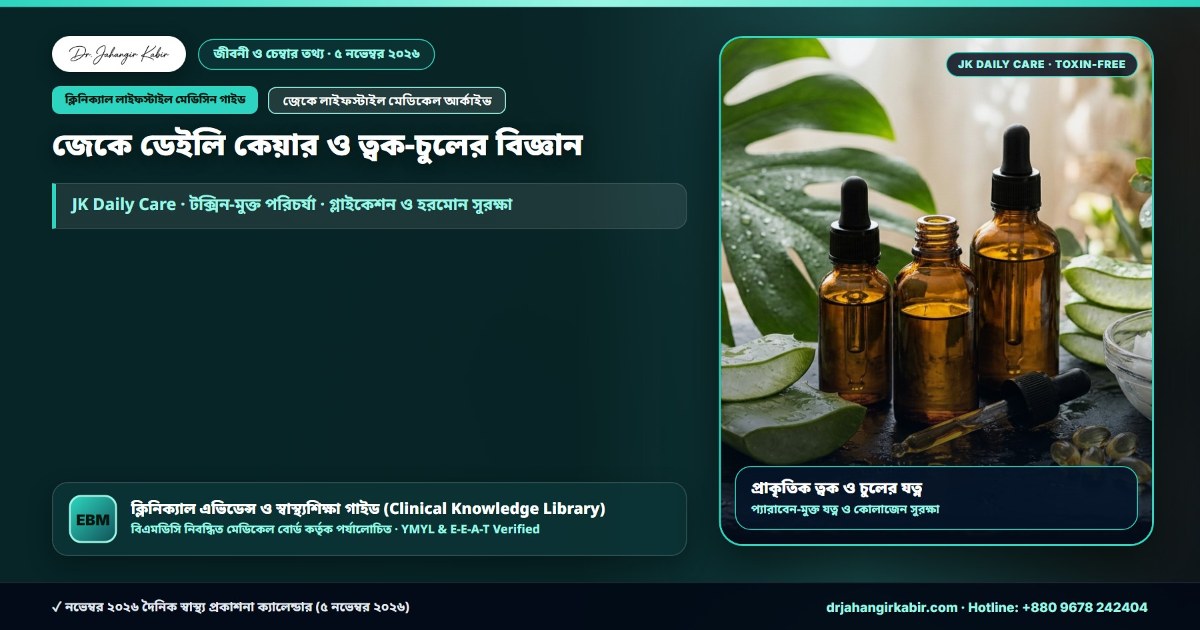 Dr. Jahangir Kabir
জীবনী ও চেম্বার তথ্য · ৫ নভেম্বর ২০২৬
ক্লিনিক্যাল লাইফস্টাইল মেডিসিন গাইড
জেকে লাইফস্টাইল মেডিকেল আর্কাইভ
জেকে ডেইলি কেয়ার ও ত্বক-চুলের বিজ্ঞান
JK Daily Care · টক্সিন-মুক্ত পরিচর্যা · গ্লাইকেশন ও হরমোন সুরক্ষা
JK DAILY CARE · TOXIN-FREE
প্রাকৃতিক ত্বক ও চুলের যত্ন
প্যারাবেন-মুক্ত যত্ন ও কোলাজেন সুরক্ষা
EBM
ক্লিনিক্যাল এভিডেন্স ও স্বাস্থ্যশিক্ষা গাইড (Clinical Knowledge Library)
বিএমডিসি নিবন্ধিত মেডিকেল বোর্ড কর্তৃক পর্যালোচিত · YMYL & E-E-A-T Verified
✓ নভেম্বর ২০২৬ দৈনিক স্বাস্থ্য প্রকাশনা ক্যালেন্ডার (৫ নভেম্বর ২০২৬)
drjahangirkabir.com · Hotline: +880 9678 242404